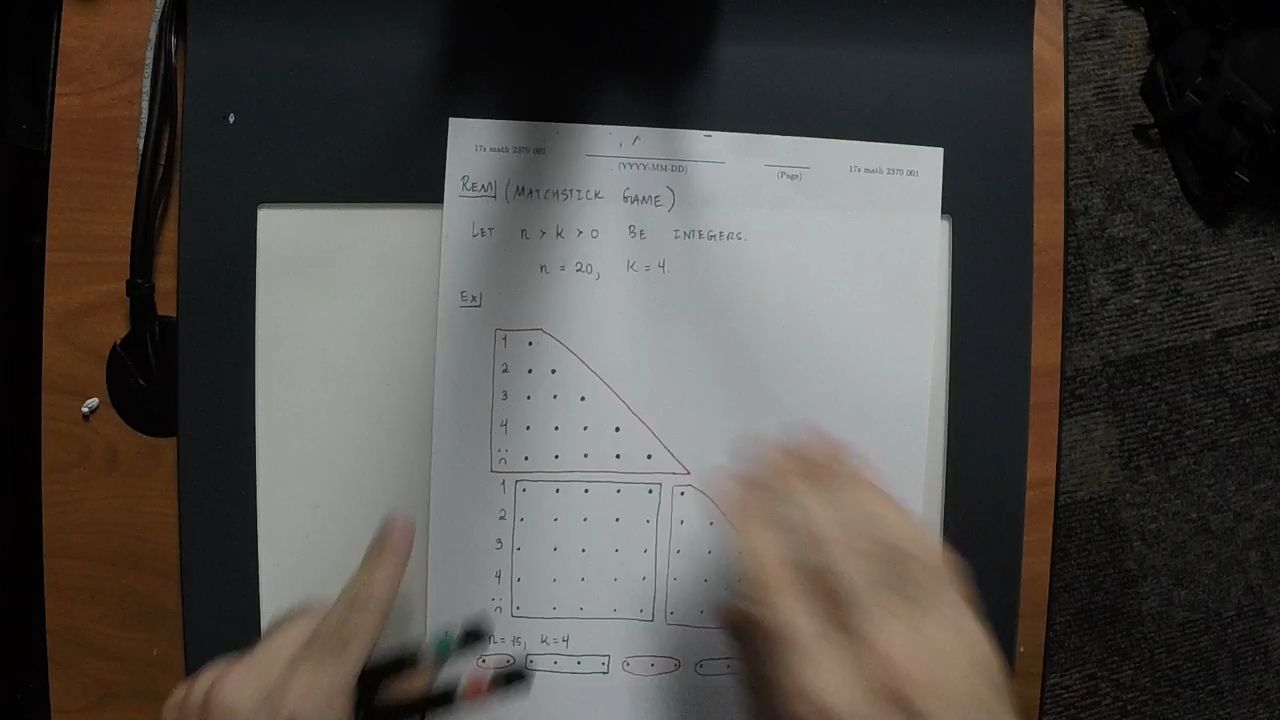 17s math 2370 001 (YYYY-MM-DD) (Page) 17s math 2370 001
REM (MATCHSTICK GAME)
LET n > k > 0 BE INTEGERS.
n = 20, k = 4.
EX
1
2
3
4
n
1
2
3
4
n
n = 15, k = 4